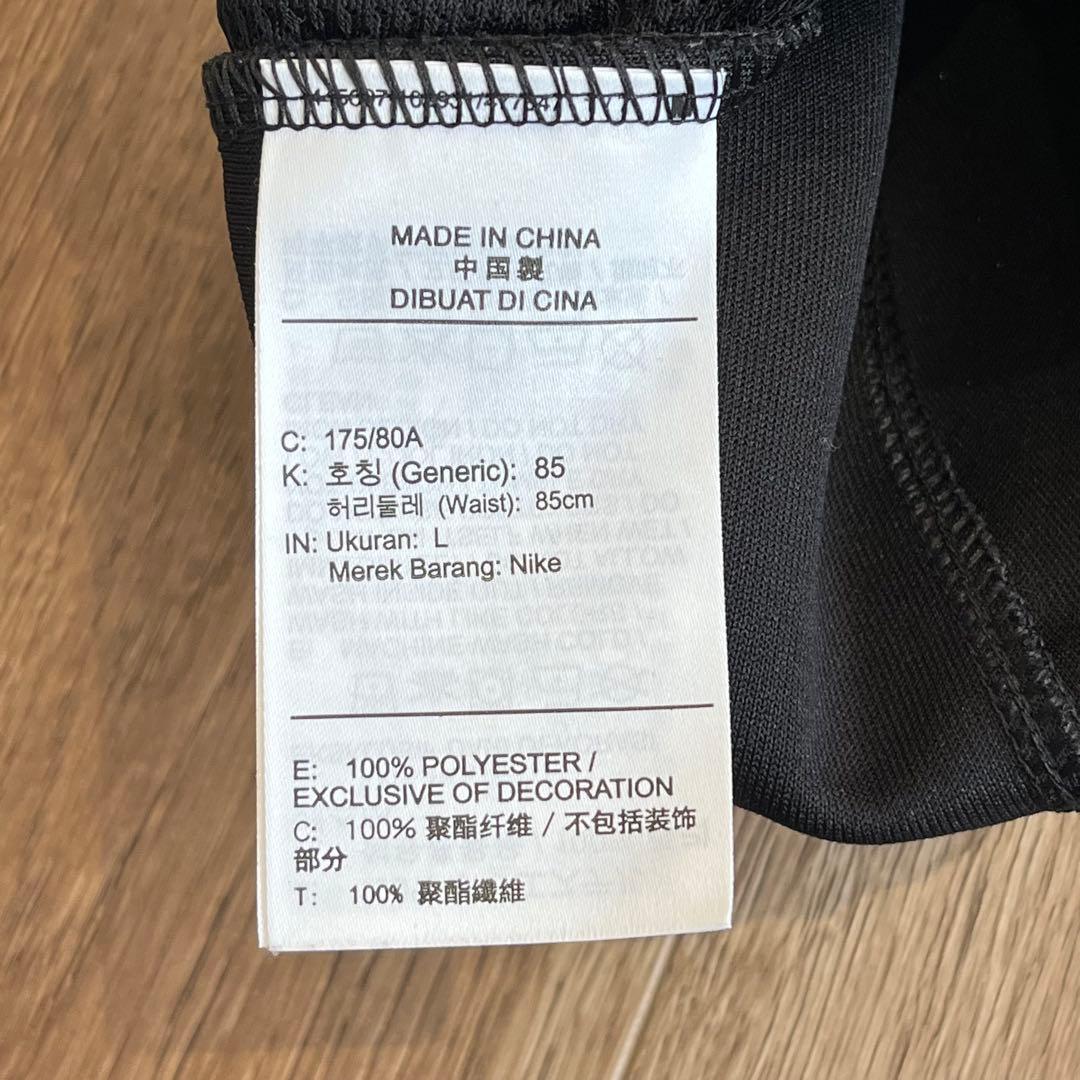 MADE IN CHINA
中国製
DIBUAT DI CINA
C: 175/80A
K: 호칭 (Generic): 85
허리둘레 (Waist): 85cm
IN: Ukuran: L
Merek Barang: Nike
E: 100% POLYESTER /
EXCLUSIVE OF DECORATION
C: 100% 聚酯纤维 / 不包括装饰
部分
T: 100% 聚酯纖維